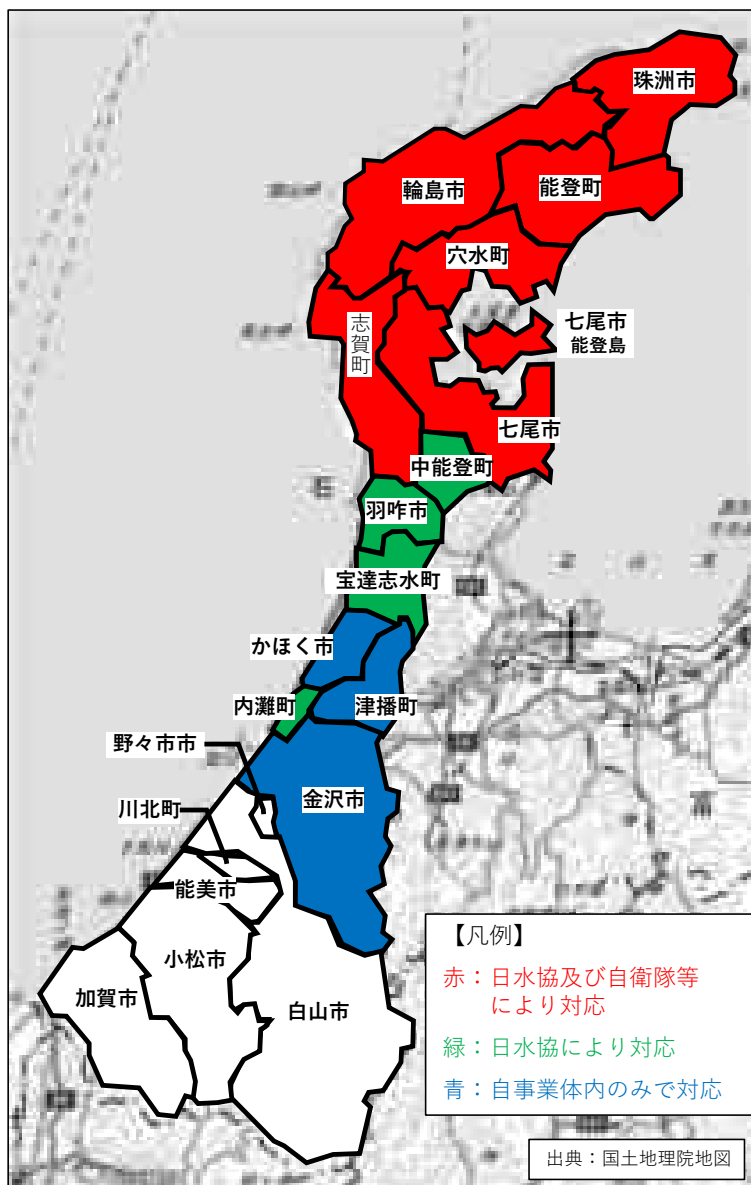 珠洲市
輪島市
能登町
穴水町
七尾市
能登島
志賀町
七尾市
中能登町
羽咋市
宝達志水町
かほく市
内灘町
津播町
野々市市
金沢市
川北町
能美市
小松市
加賀市
白山市
【凡例】
赤：日水協及び自衛隊等
により対応
緑：日水協により対応
青：自事業体内のみで対応
出典：国土地理院地図